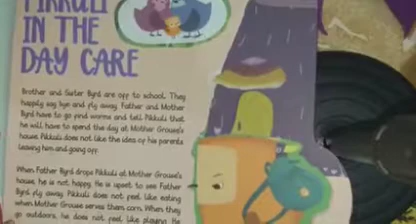 PIKKULI
IN THE
DAY CARE
Brother and Sister Byrd are off to school. They
happily say bye and fly away. Father and Mother
Byrd have to go find worms and tell Pikkuli that
he will have to spend the day at Mother Grouse's
house. Pikkuli does not like the idea of his parents
leaving him and going off.
When Father Byrd drops Pikkuli at Mother Grouse's
house, he is not happy. He is upset to see Father
Byrd fly away. Pikkuli does not feel like eating
when Mother Grouse serves them corn. When they
go outdoors, he does not feel like playing. He